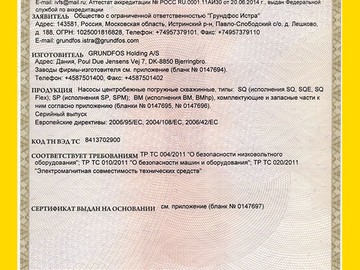 E-mail: ivfs@mail.ru; Аттестат аккредитации № РОСС RU.0001.11АИ30 от 20.06.2014 г., выдан Федеральной
службой по аккредитации
ЗАЯВИТЕЛЬ Общество с ограниченной ответственностью "Грундфос Истра"
Адрес: 143581, Россия, Московская область, Истринский р-н, Павло-Слободский с/о, д. Лешково,
д. 188, ОГРН: 1025001816828, Телефон: +74957379101, Факс: +74957379110,
E-mail: grundfos.istra@grundfos.com
ИЗГОТОВИТЕЛЬ GRUNDFOS Holding A/S
Адрес: Дания, Poul Due Jensens Vej 7, DK-8850 Bjerringbro.
Заводы фирмы-изготовителя см. приложение (бланк № 0147694).
Телефон: +4587501400, Факс: +4587501402
ПРОДУКЦИЯ Насосы центробежные погружные скважинные, типы: SQ (исполнения SQ, SQE, SQ
Flex); SP (исполнения SP, SPM); BM (исполнения BM, BMhp), комплектующие и запасные части к
ним согласно приложению (бланки № 0147695, № 0147696).
Серийный выпуск
Европейские директивы: 2006/95/EC, 2004/108/EC, 2006/42/EC
КОД ТН ВЭД ТС 8413702900
СООТВЕТСТВУЕТ ТРЕБОВАНИЯМ ТР ТС 004/2011 "О безопасности низковольтного
оборудования"; ТР ТС 010/2011 "О безопасности машин и оборудования"; ТР ТС 020/2011
"Электромагнитная совместимость технических средств"
СЕРТИФИКАТ ВЫДАН НА ОСНОВАНИИ см. приложение (бланк № 0147697)